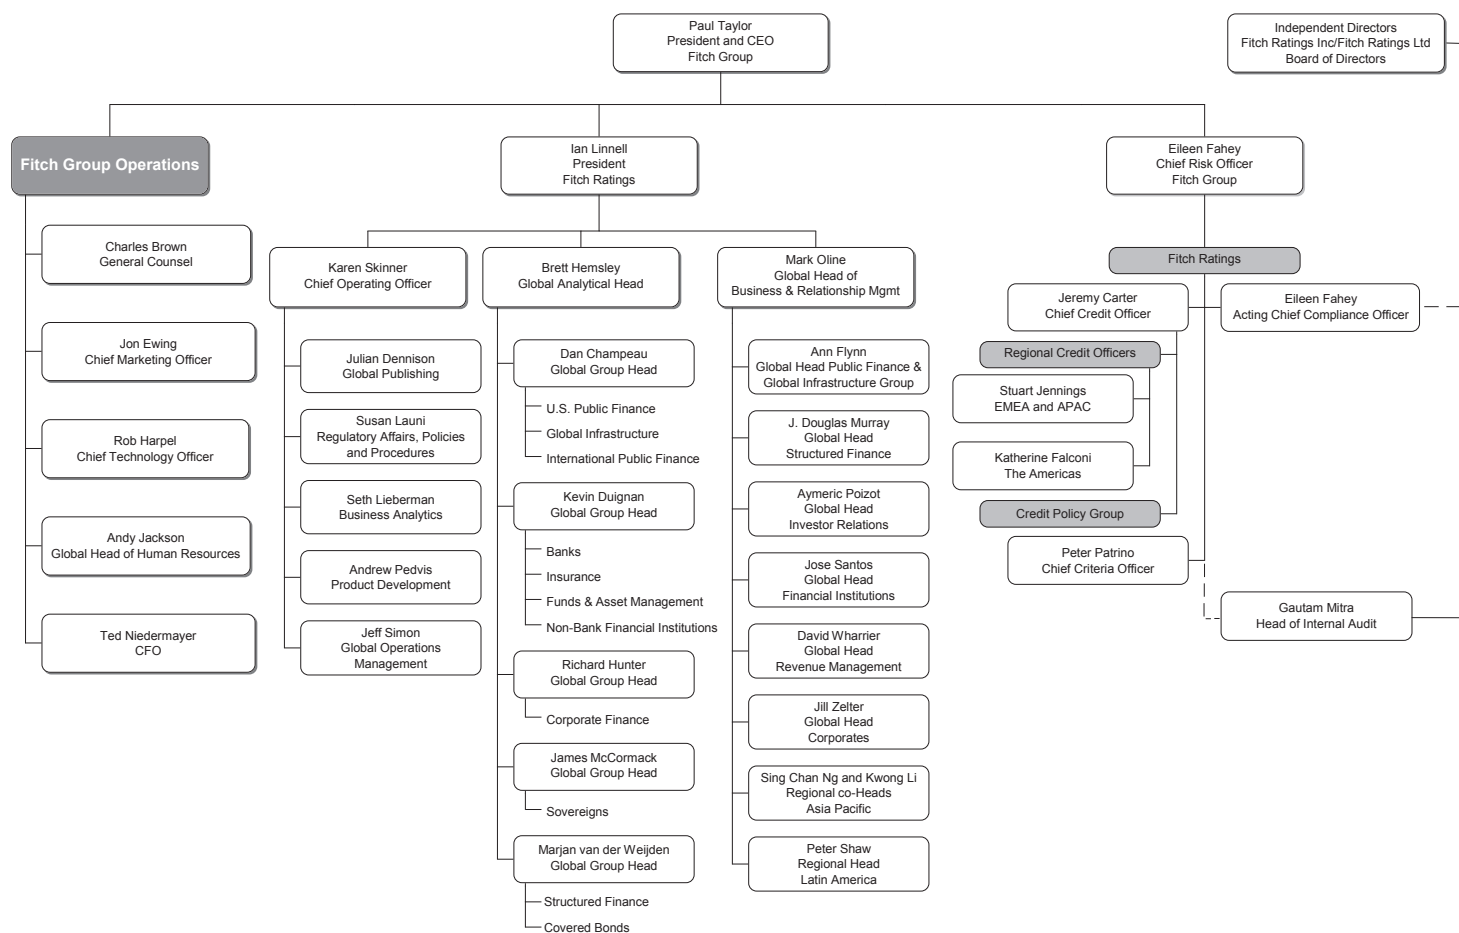 Paul Taylor
President and CEO
Fitch Group
Independent Directors
Fitch Ratings Inc/Fitch Ratings Ltd
Board of Directors
Fitch Group Operations
Charles Brown
General Counsel
Jon Ewing
Chief Marketing Officer
Rob Harpel
Chief Technology Officer
Andy Jackson
Global Head of Human Resources
Ted Niedermayer
CFO
Ian Linnell
President
Fitch Ratings
Karen Skinner
Chief Operating Officer
Julian Dennison
Global Publishing
Susan Launi
Regulatory Affairs, Policies
and Procedures
Seth Lieberman
Business Analytics
Andrew Pedvis
Product Development
Jeff Simon
Global Operations
Management
Brett Hemsley
Global Analytical Head
Dan Champeau
Global Group Head
U.S. Public Finance
Global Infrastructure
International Public Finance
Kevin Duignan
Global Group Head
Banks
Insurance
Funds & Asset Management
Non-Bank Financial Institutions
Richard Hunter
Global Group Head
Corporate Finance
James McCormack
Global Group Head
Sovereigns
Marjan van der Weijden
Global Group Head
Structured Finance
Covered Bonds
Mark Oline
Global Head of
Business & Relationship Mgmt
Ann Flynn
Global Head Public Finance &
Global Infrastructure Group
J. Douglas Murray
Global Head
Structured Finance
Aymeric Poizot
Global Head
Investor Relations
Jose Santos
Global Head
Financial Institutions
David Wharrier
Global Head
Revenue Management
Jill Zelter
Global Head
Corporates
Sing Chan Ng and Kwong Li
Regional co-Heads
Asia Pacific
Peter Shaw
Regional Head
Latin America
Eileen Fahey
Chief Risk Officer
Fitch Group
Fitch Ratings
Jeremy Carter
Chief Credit Officer
Eileen Fahey
Acting Chief Compliance Officer
Regional Credit Officers
Stuart Jennings
EMEA and APAC
Katherine Falconi
The Americas
Credit Policy Group
Peter Patrino
Chief Criteria Officer
Gautam Mitra
Head of Internal Audit